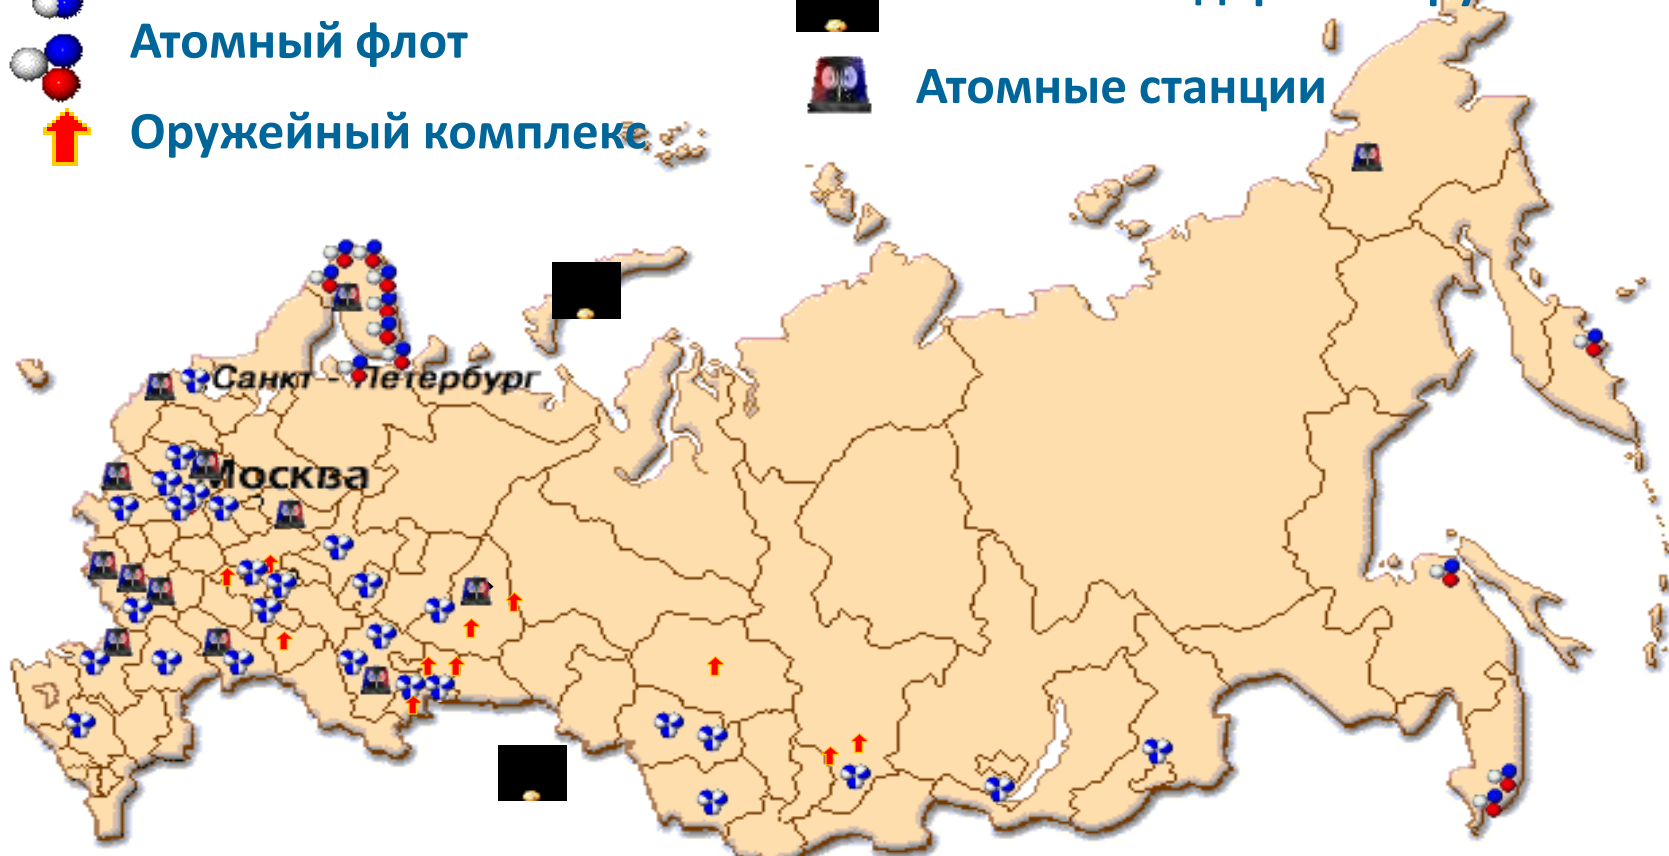 Атомный флот
Атомные станции
Оружейный комплекс
Санкт - Петербург
Москва